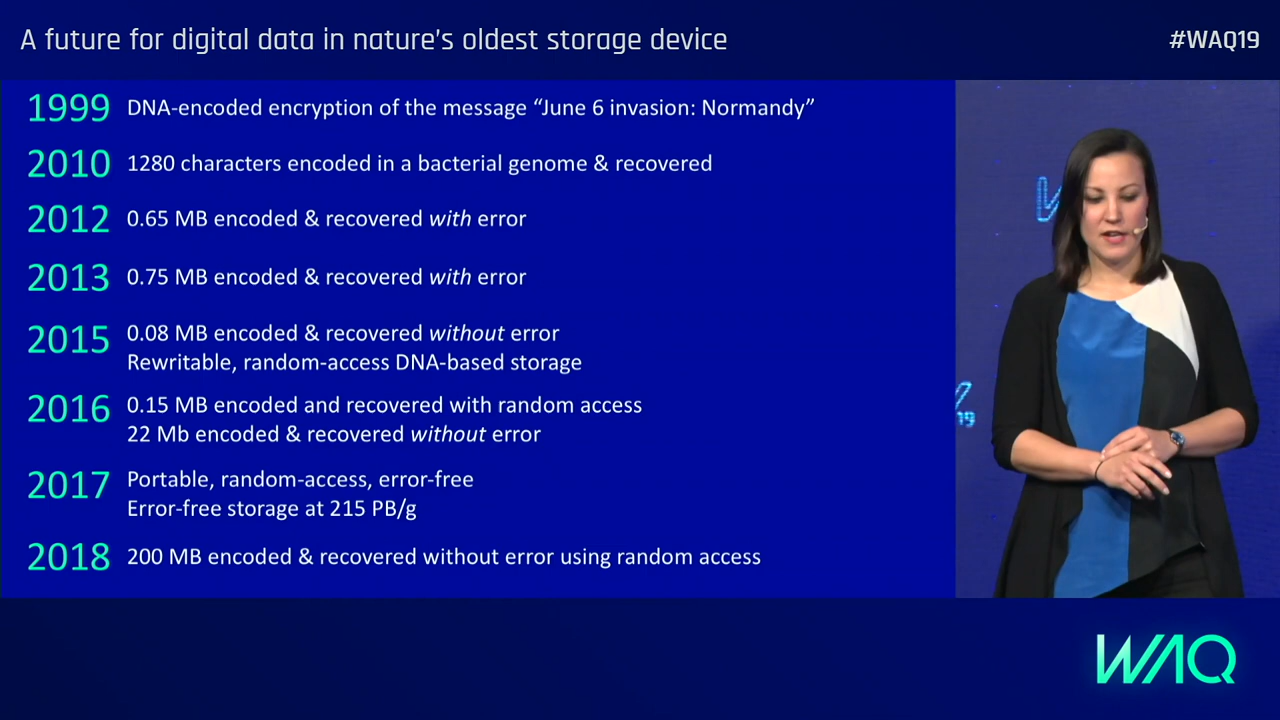 A future for digital data in nature's oldest storage device
#WAQ19
1999 DNA-encoded encryption of the message “June 6 invasion: Normandy”
2010 1280 characters encoded in a bacterial genome & recovered
2012 0.65 MB encoded & recovered with error
2013 0.75 MB encoded & recovered with error
2015 0.08 MB encoded & recovered without error
Rewritable, random-access DNA-based storage
2016 0.15 MB encoded and recovered with random access
22 Mb encoded & recovered without error
2017 Portable, random-access, error-free
Error-free storage at 215 PB/g
2018 200 MB encoded & recovered without error using random access
19
WAQ